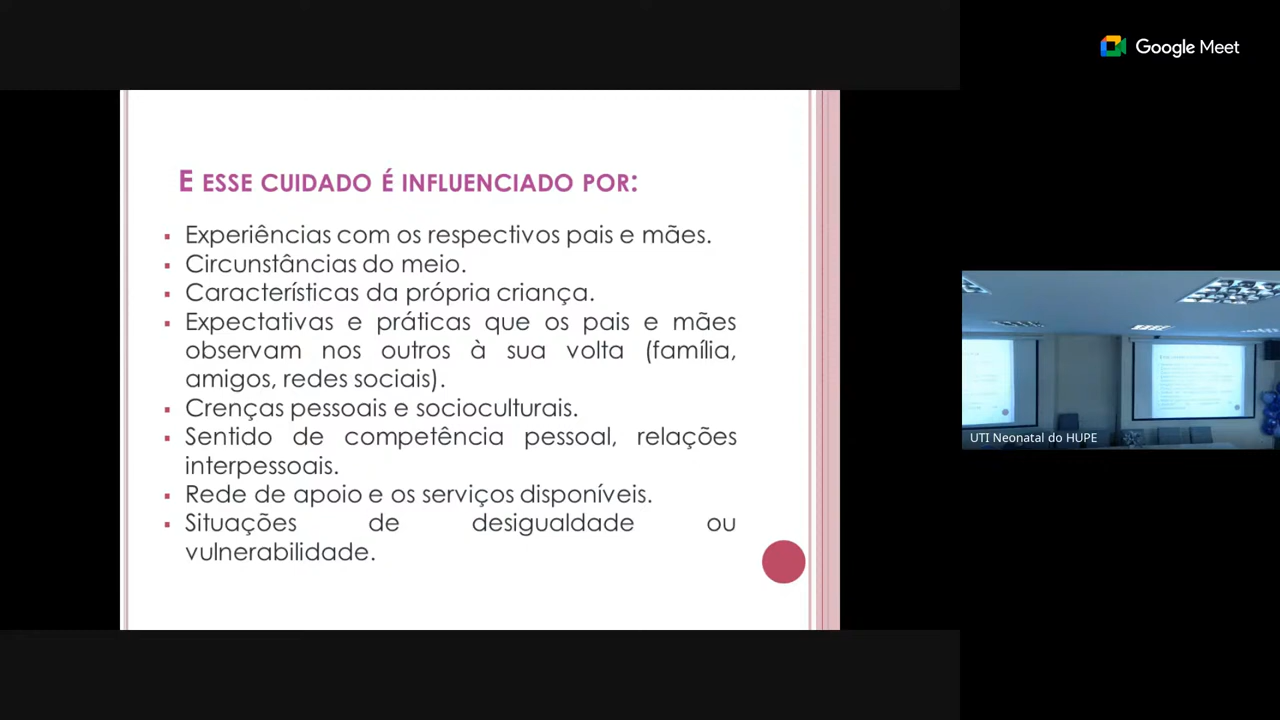 Google Meet
E ESSE CUIDADO É INFLUENCIADO POR:
▪ Experiências com os respectivos pais e mães.
▪ Circunstâncias do meio.
▪ Características da própria criança.
▪ Expectativas e práticas que os pais e mães
observam nos outros à sua volta (família,
amigos, redes sociais).
▪ Crenças pessoais e socioculturais.
▪ Sentido de competência pessoal, relações
interpessoais.
▪ Rede de apoio e os serviços disponíveis.
▪ Situações de desigualdade ou
vulnerabilidade.
UTI Neonatal do HUPE